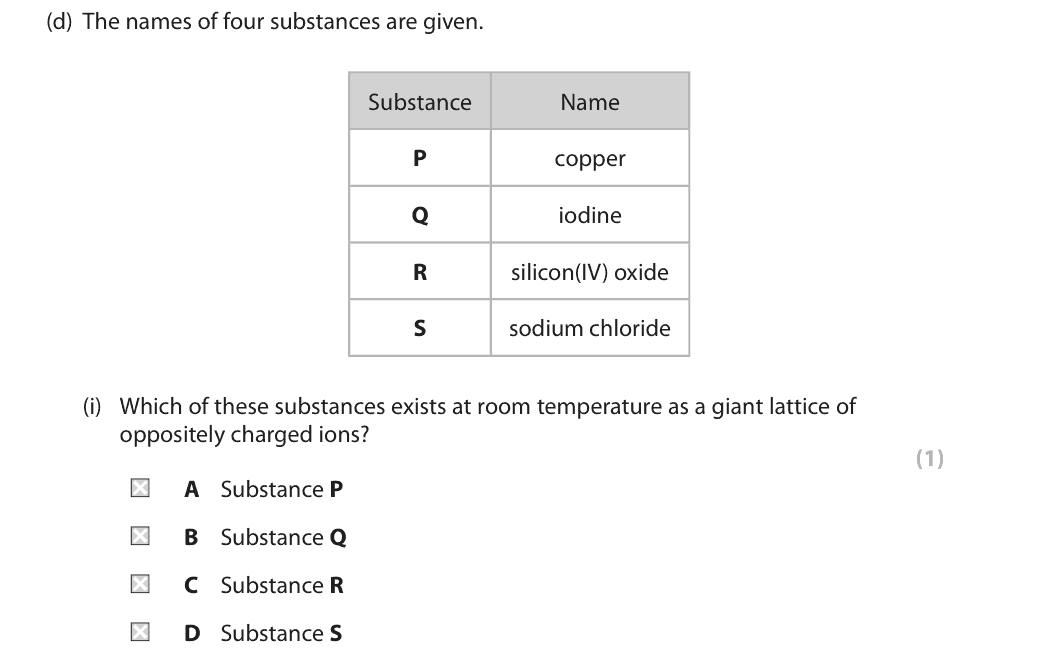 (d) The names of four substances are given.
Substance Name
P copper
Q iodine
R silicon(IV) oxide
S sodium chloride
(i) Which of these substances exists at room temperature as a giant lattice of
oppositely charged ions?
(1)
A Substance P
B Substance Q
C Substance R
D Substance S